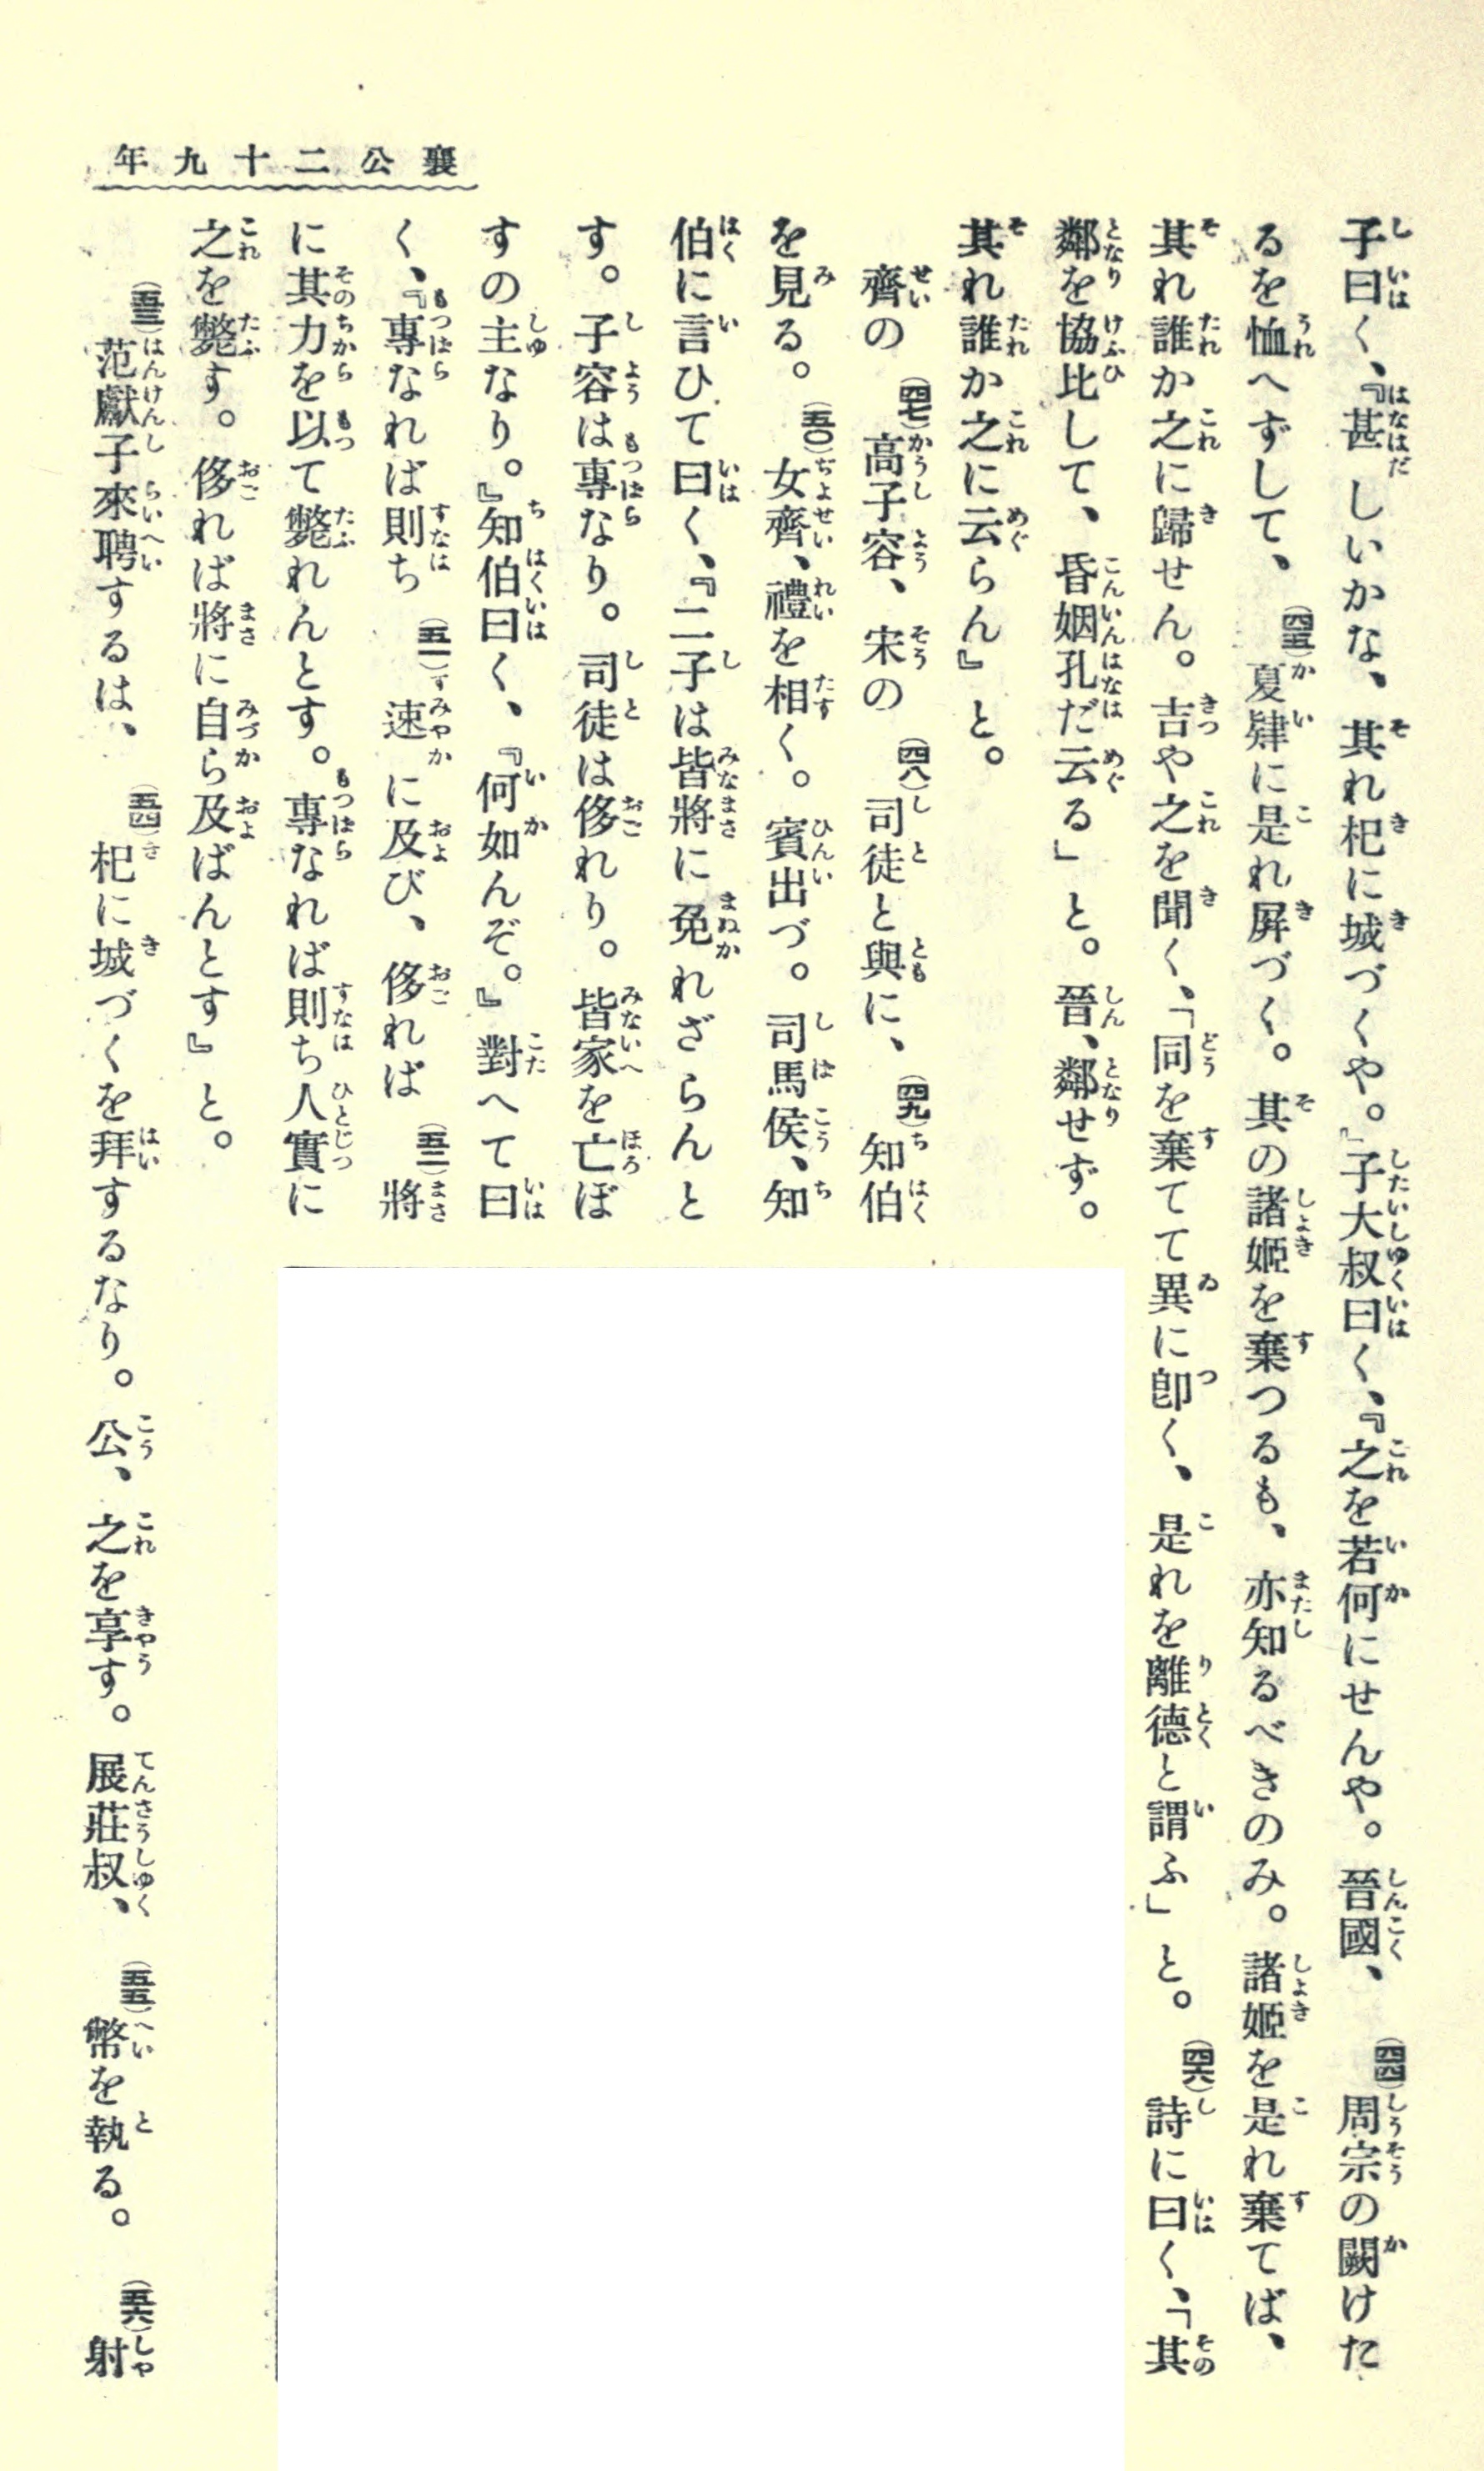 襄公二十九年
子曰く、『甚しいかな、其れ杞に城づくや。』子大叔曰く、『之を若何にせんや。晉國、(四四)周宗の闕けた
るを恤へずして、(四五)夏肄に是れ屛づく。其の諸姬を棄つるも、亦知るべきのみ。諸姬を是れ棄てば、
其れ誰か之に歸せん。吉や之を聞く、「同を棄てて異に卽く、是れを離德と謂ふ」と。(四六)詩に曰く、「其
鄰を協比して、昏姻孔だ云る」と。晉、鄰せず。
其れ誰か之に云らん』と。
齊の(四七)高子容、宋の(四八)司徒と與に、(四九)知伯
を見る。(五〇)女齊、禮を相く。賓出づ。司馬侯、知
伯に言ひて曰く、『二子は皆將に免れざらんと
す。子容は專なり。司徒は侈れり。皆家を亡ぼ
すの主なり。』知伯曰く、『何如んぞ。』對へて曰
く、『專なれば則ち(五一)速に及び、侈れば(五二)將
に其力を以て斃れんとす。專なれば則ち人實に
之を斃す。侈れば將に自ら及ばんとす』と。
(五三)范獻子來聘するは、(五四)杞に城づくを拜するなり。公、之を享す。展莊叔、(五五)幣を執る。(五六)射